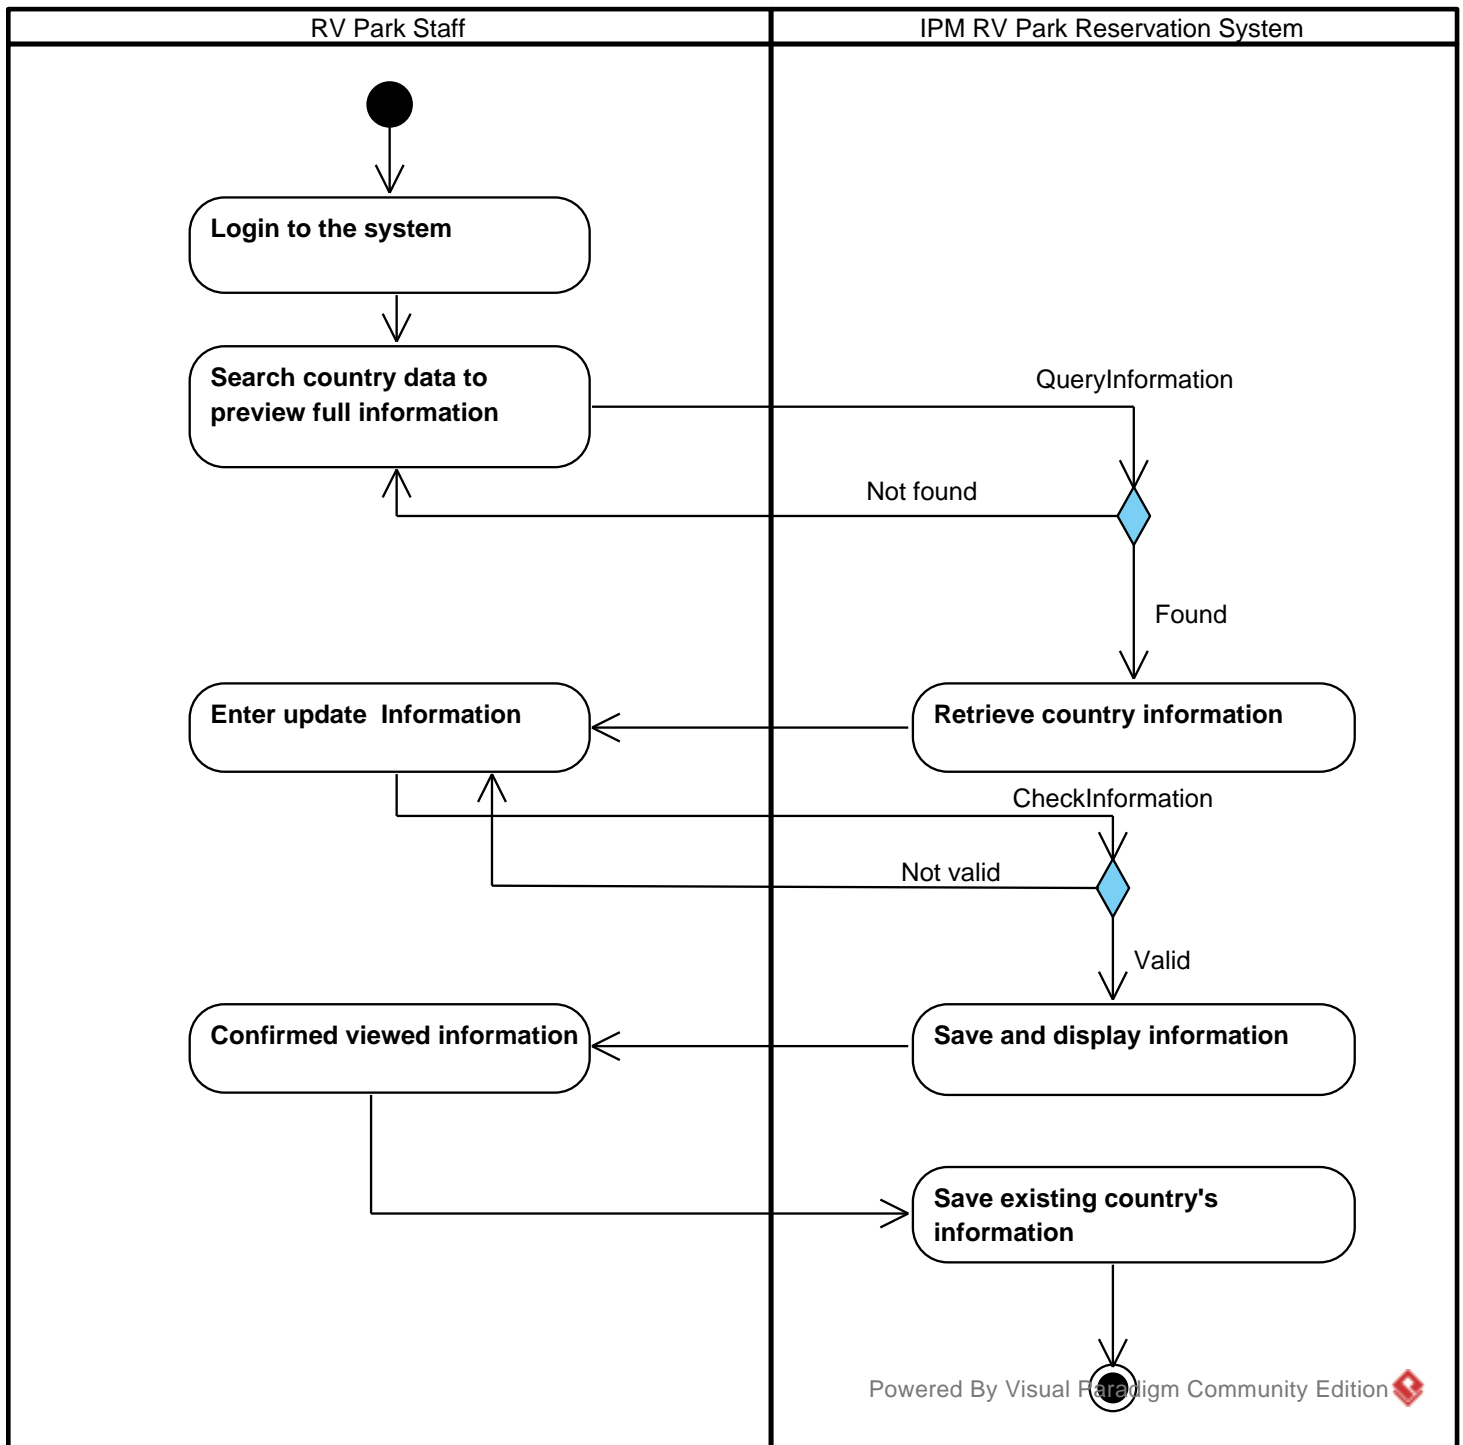 RV Park Staff
IPM RV Park Reservation System
Login to the system
Search country data to
preview full information
QueryInformation
Not found
Found
Enter update  Information
Retrieve country information
CheckInformation
Not valid
Valid
Confirmed viewed information
Save and display information
Save existing country's
information
Powered By Visual Paradigm Community Edition